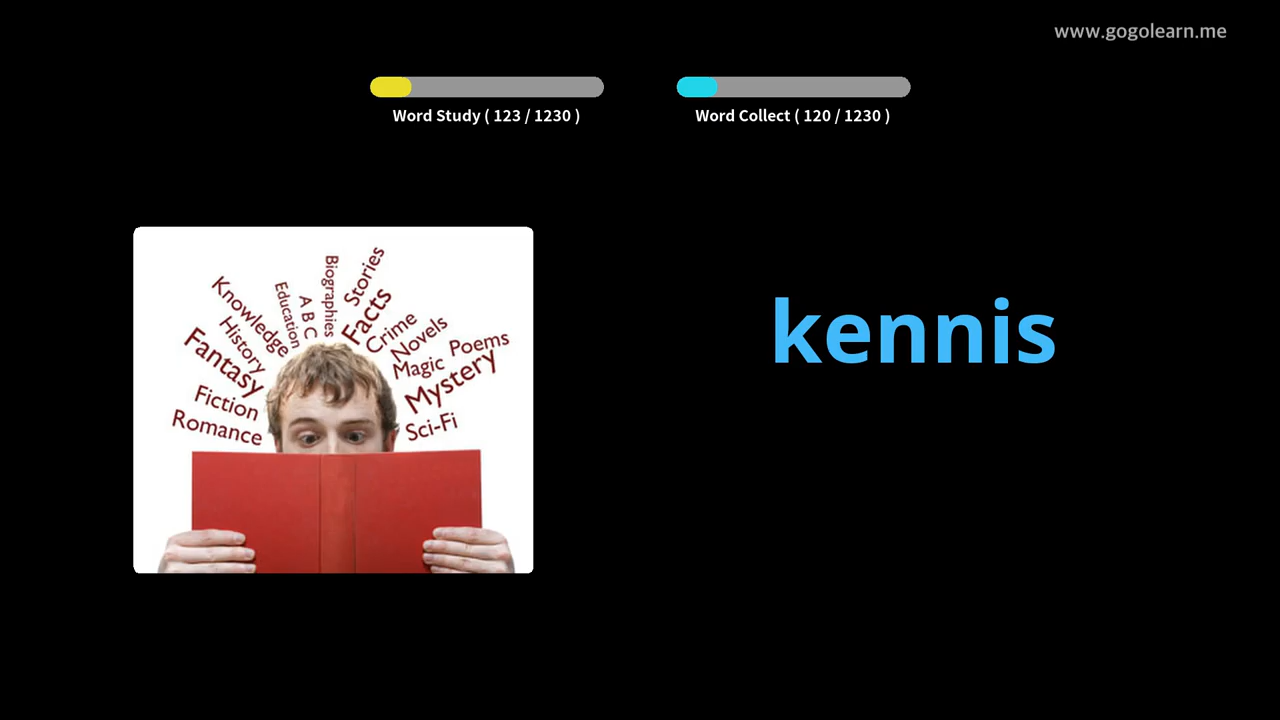 www.gogolearn.me
Word Study ( 123 / 1230 )
Word Collect ( 120 / 1230 )
Romance
Fiction
Fantasy
History
Knowledge
Education
A B C
Biographies
Stories
Facts
Crime
Novels
Magic
Poems
Mystery
Sci-Fi
kennis